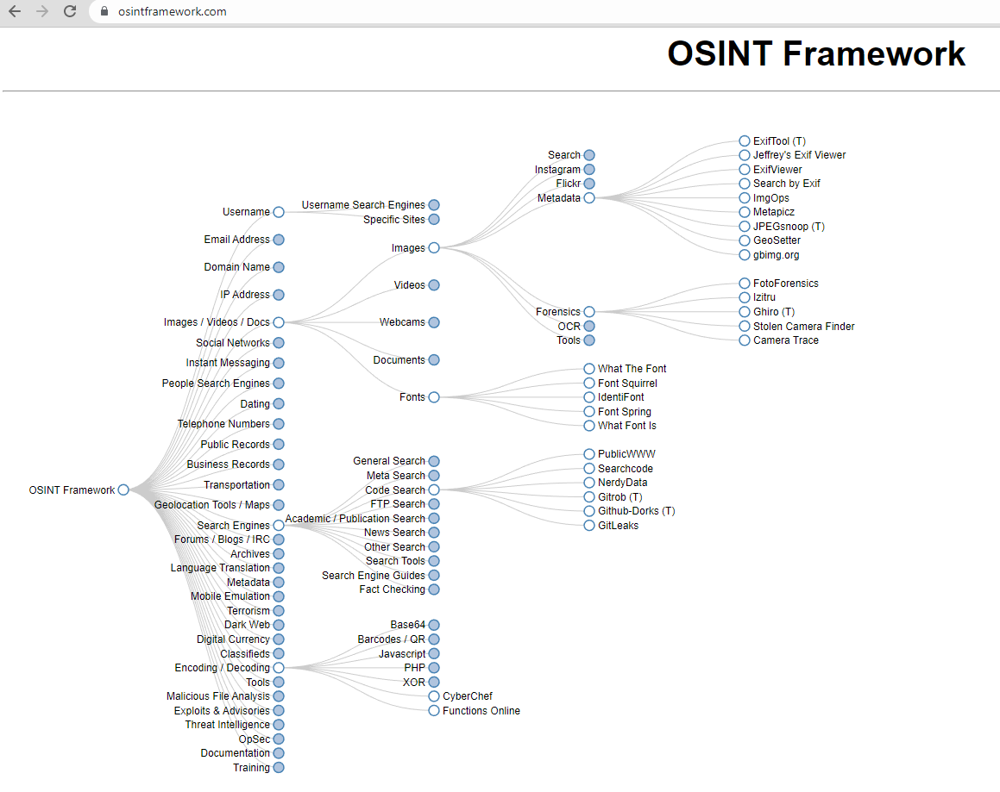 osintframework.com
OSINT Framework
OSINT Framework
Username
Email Address
Domain Name
IP Address
Images / Videos / Docs
Social Networks
Instant Messaging
People Search Engines
Dating
Telephone Numbers
Public Records
Business Records
Transportation
Geolocation Tools / Maps
Search Engines
Forums / Blogs / IRC
Archives
Language Translation
Metadata
Mobile Emulation
Terrorism
Dark Web
Digital Currency
Classifieds
Encoding / Decoding
Tools
Malicious File Analysis
Exploits & Advisories
Threat Intelligence
OpSec
Documentation
Training
Username Search Engines
Specific Sites
Images
Videos
Webcams
Documents
Fonts
General Search
Meta Search
Code Search
FTP Search
Academic / Publication Search
News Search
Other Search
Search Tools
Search Engine Guides
Fact Checking
Base64
Barcodes / QR
Javascript
PHP
XOR
CyberChef
Functions Online
Search
Instagram
Flickr
Metadata
Forensics
OCR
Tools
What The Font
Font Squirrel
IdentiFont
Font Spring
What Font Is
PublicWWW
Searchcode
NerdyData
Gitrob (T)
Github-Dorks (T)
GitLeaks
ExifTool (T)
Jeffrey's Exif Viewer
ExifViewer
Search by Exif
ImgOps
Metapicz
JPEGsnoop (T)
GeoSetter
gbimg.org
FotoForensics
Izitru
Ghiro (T)
Stolen Camera Finder
Camera Trace